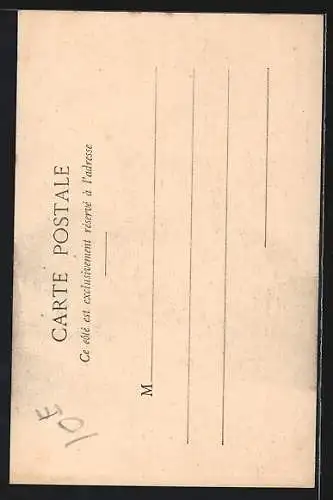 CARTE POSTALE
Ce côté est exclusivement réservé à l'adresse
M
10E